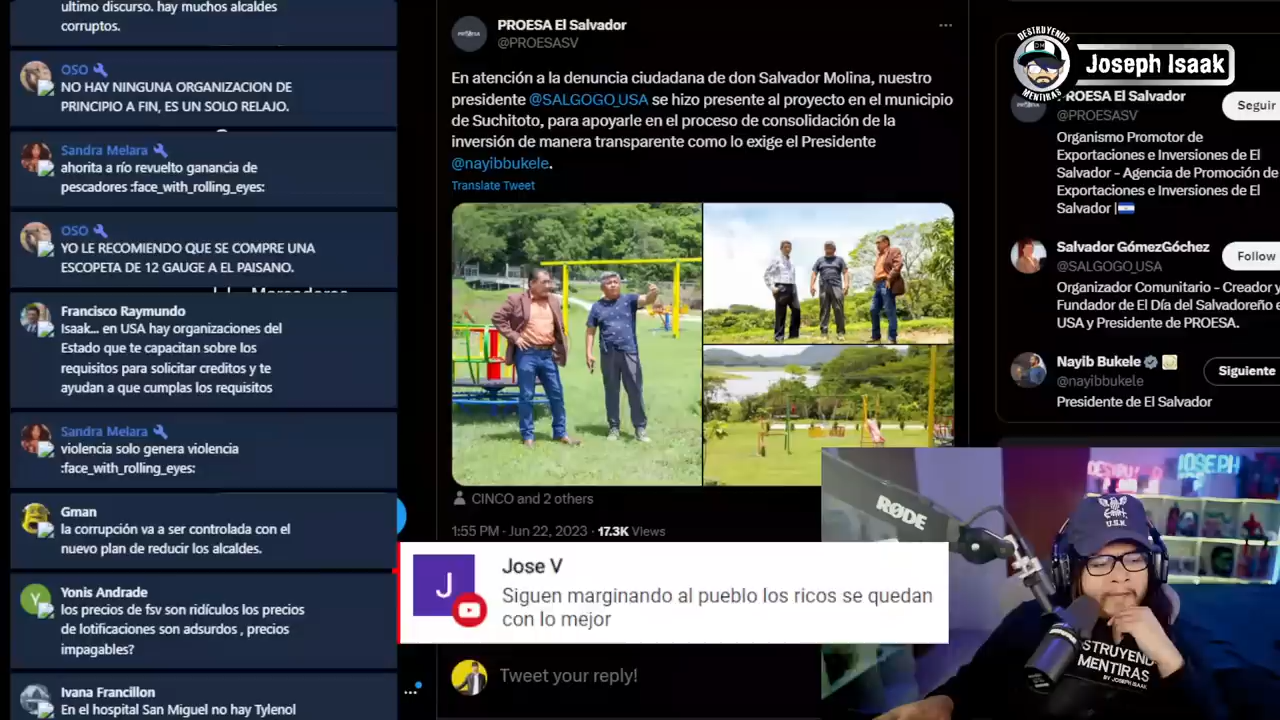 ultimo discurso. hay muchos alcaldes
corruptos.
OSO
NO HAY NINGUNA ORGANIZACION DE
PRINCIPIO A FIN, ES UN SOLO RELAJO.
Sandra Melara
ahorita a río revuelto ganancia de
pescadores :face_with_rolling_eyes:
OSO
YO LE RECOMIENDO QUE SE COMPRE UNA
ESCOPETA DE 12 GAUGE A EL PAISANO.
Francisco Raymundo
Isaak... en USA hay organizaciones del
Estado que te capacitan sobre los
requisitos para solicitar creditos y te
ayudan a que cumplas los requisitos
Sandra Melara
violencia solo genera violencia
:face_with_rolling_eyes:
Gman
la corrupción va a ser controlada con el
nuevo plan de reducir los alcaldes.
Yonis Andrade
los precios de fsv son ridículos los precios
de lotificaciones son adsurdos , precios
impagables?
Ivana Francillon
En el hospital San Miguel no hay Tylenol
PROESA El Salvador
@PROESASV
En atención a la denuncia ciudadana de don Salvador Molina, nuestro
presidente @SALGOGO_USA se hizo presente al proyecto en el municipio
de Suchitoto, para apoyarle en el proceso de consolidación de la
inversión de manera transparente como lo exige el Presidente
@nayibbukele.
Translate Tweet
CINCO and 2 others
1:55 PM · Jun 22, 2023 · 17.3K Views
Jose V
Siguen marginando al pueblo los ricos se quedan
con lo mejor
J
Tweet your reply!
DESTRUYENDO
MENTIRAS
Joseph Isaak
PROESA El Salvador
@PROESASV
Seguir
Organismo Promotor de
Exportaciones e Inversiones de El
Salvador - Agencia de Promoción de
Exportaciones e Inversiones de El
Salvador |
Salvador GómezGóchez
@SALGOGO_USA
Follow
Organizador Comunitario - Creador y
Fundador de El Día del Salvadoreño
USA y Presidente de PROESA.
Nayib Bukele
@nayibbukele
Siguiente
Presidente de El Salvador
RØDE
JOSEPH
STRUYEND
MENTIRAS
BY JOSEPH ISAAK